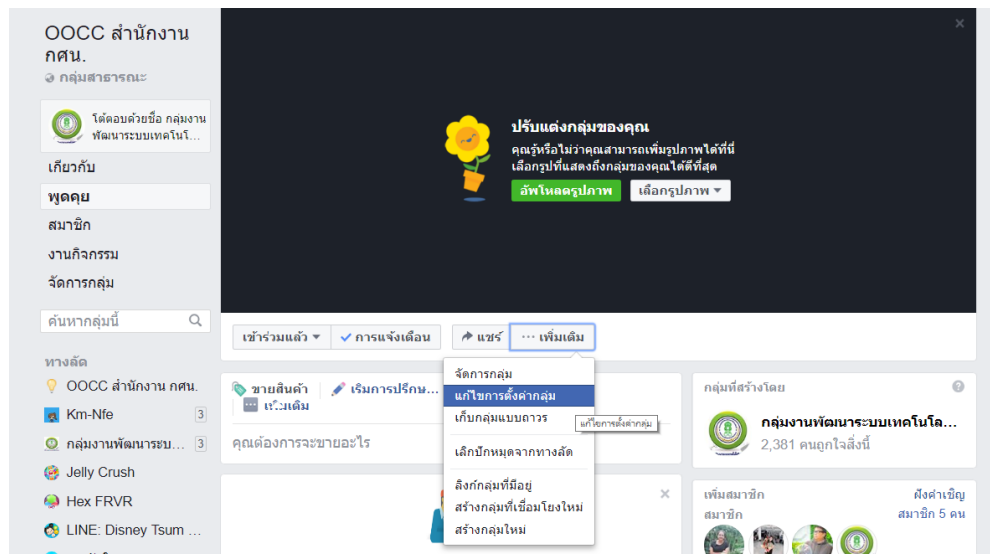 OOCC สำนักงาน
กศน.
กลุ่มสาธารณะ
โต้ตอบด้วยชื่อ กลุ่มงาน
พัฒนาระบบเทคโนโ...
เกี่ยวกับ
พูดคุย
สมาชิก
งานกิจกรรม
จัดการกลุ่ม
ค้นหากลุ่มนี้
ทางลัด
OOCC สำนักงาน กศน.
Km-Nfe 3
กลุ่มงานพัฒนาระบ... 3
Jelly Crush
Hex FRVR
LINE: Disney Tsum ...
ปรับแต่งกลุ่มของคุณ
คุณรู้หรือไม่ว่าคุณสามารถเพิ่มรูปภาพได้ที่นี่
เลือกรูปที่แสดงถึงกลุ่มของคุณได้ดีที่สุด
อัพโหลดรูปภาพ เลือกรูปภาพ
เข้าร่วมแล้ว การแจ้งเตือน แชร์ ··· เพิ่มเติม
จัดการกลุ่ม
แก้ไขการตั้งค่ากลุ่ม
เก็บกลุ่มแบบถาวร
แก้ไขการตั้งค่ากลุ่ม
เลิกปักหมุดจากทางลัด
ลิงก์กลุ่มที่มีอยู่
สร้างกลุ่มที่เชื่อมโยงใหม่
สร้างกลุ่มใหม่
ขายสินค้า เริ่มการปรึกษ...
เพิ่มเติม
คุณต้องการจะขายอะไร
กลุ่มที่สร้างโดย
กลุ่มงานพัฒนาระบบเทคโนโล...
2,381 คนถูกใจสิ่งนี้
เพิ่มสมาชิก ผังคำเชิญ
สมาชิก สมาชิก 5 คน